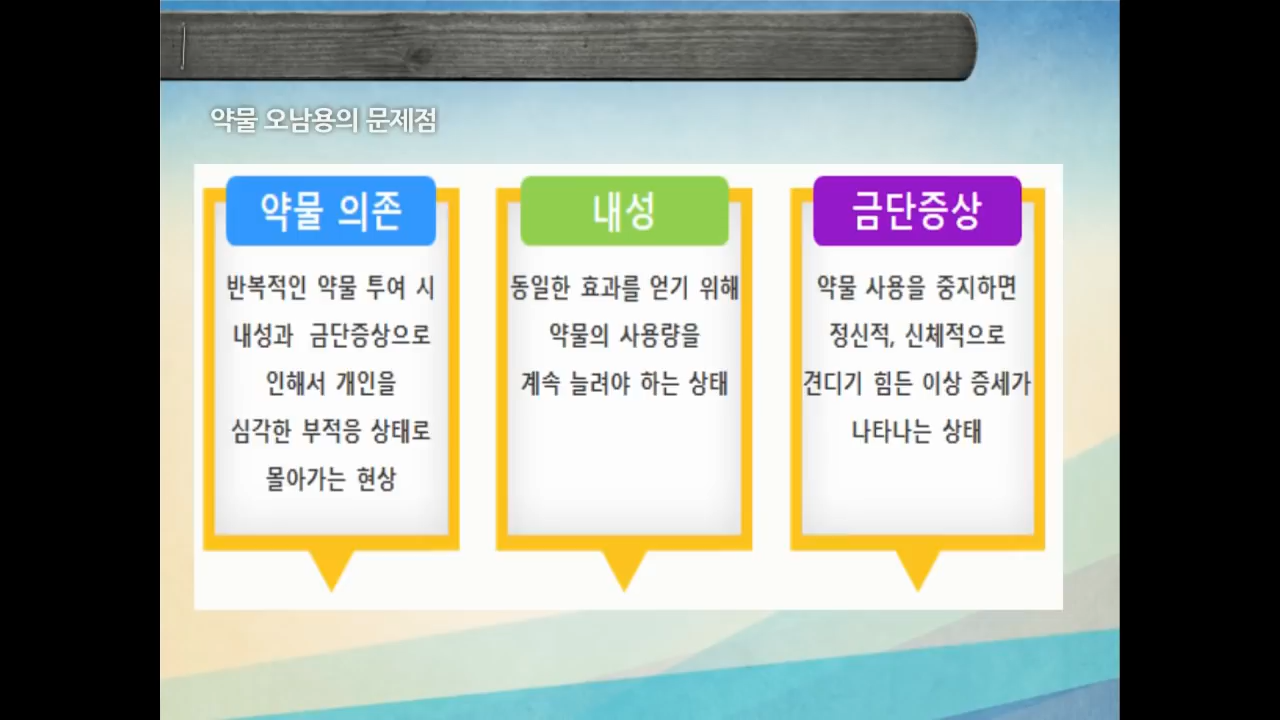 약물 오남용의 문제점
약물 의존
반복적인 약물 투여 시
내성과 금단증상으로
인해서 개인을
심각한 부적응 상태로
몰아가는 현상
내성
동일한 효과를 얻기 위해
약물의 사용량을
계속 늘려야 하는 상태
금단증상
약물 사용을 중지하면
정신적, 신체적으로
견디기 힘든 이상 증세가
나타나는 상태